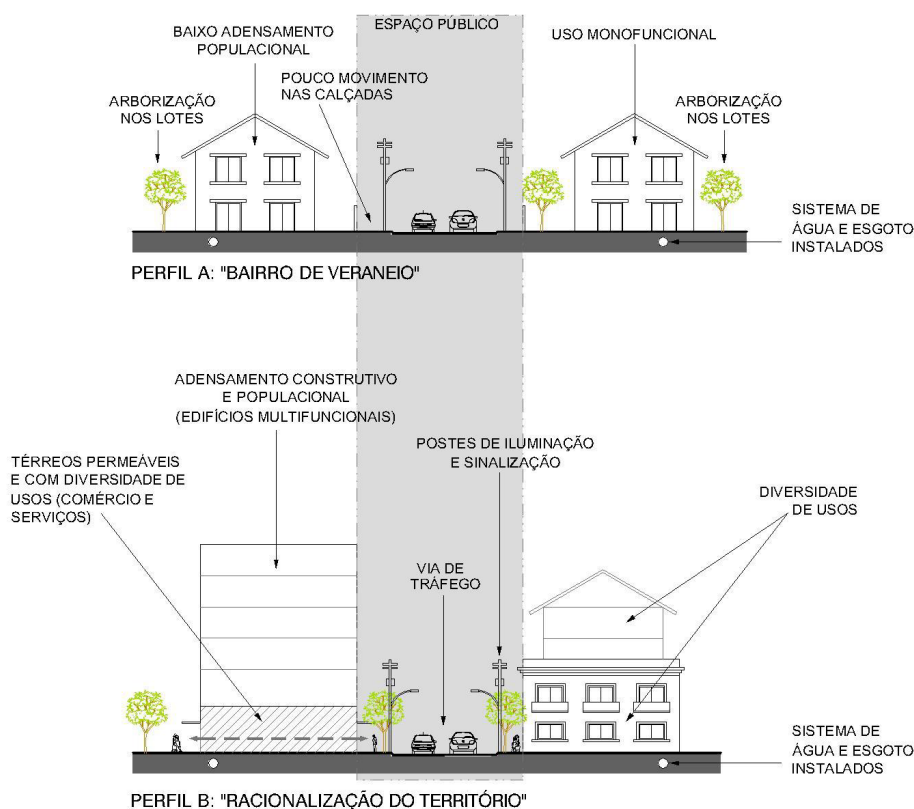 ESPAÇO PÚBLICO
BAIXO ADENSAMENTO
POPULACIONAL
USO MONOFUNCIONAL
POUCO MOVIMENTO
NAS CALÇADAS
ARBORIZAÇÃO
NOS LOTES
ARBORIZAÇÃO
NOS LOTES
SISTEMA DE
ÁGUA E ESGOTO
INSTALADOS
PERFIL A: "BAIRRO DE VERANEIO"
ADENSAMENTO CONSTRUTIVO
E POPULACIONAL
(EDIFÍCIOS MULTIFUNCIONAIS)
POSTES DE ILUMINAÇÃO
E SINALIZAÇÃO
TÉRREOS PERMEÁVEIS
E COM DIVERSIDADE DE
USOS (COMÉRCIO E
SERVIÇOS)
DIVERSIDADE
DE USOS
VIA DE
TRÁFEGO
SISTEMA DE
ÁGUA E ESGOTO
INSTALADOS
PERFIL B: "RACIONALIZAÇÃO DO TERRITÓRIO"